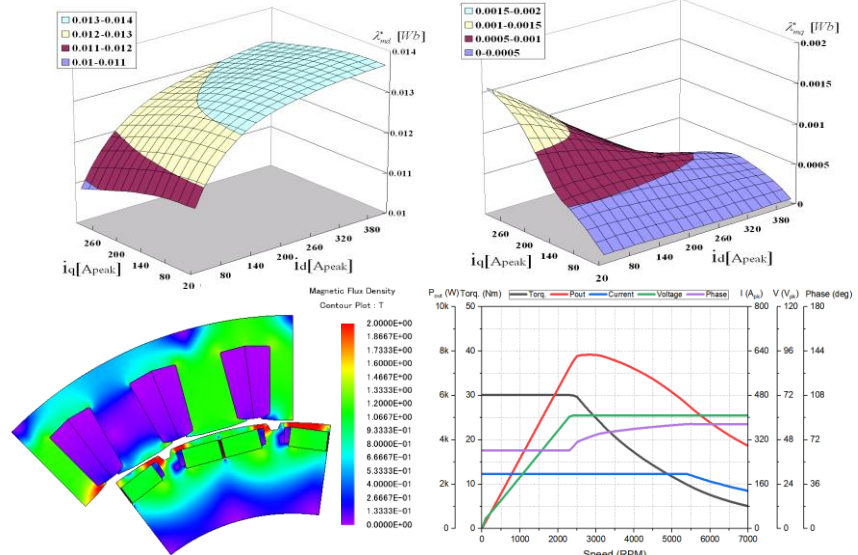 0.013-0.014
0.012-0.013
0.011-0.012
0.01-0.011
λ*md [Wb]
0.014
0.013
0.012
0.011
0.01
260
200
140
80
20
iq[Apeak]
80
140
200
260
320
380
id[Apeak]
0.0015-0.002
0.001-0.0015
0.0005-0.001
0-0.0005
λ*mq [Wb]
0.002
0.0015
0.001
0.0005
0
260
200
140
80
20
iq[Apeak]
80
140
200
260
320
380
id[Apeak]
Magnetic Flux Density
Contour Plot : T
2.0000E+00
1.7333E+00
1.4667E+00
1.3333E+00
1.2000E+00
1.0667E+00
9.3333E-01
8.0000E-01
6.6667E-01
5.3333E-01
4.0000E-01
2.6667E-01
1.3333E-01
0.0000E+00
Pout (W) Torq. (Nm) Torq. Pout Current Voltage Phase I (Apk) V (Vpk) Phase (deg)
10k 50 800 120 180
8k 40 640 96 144
6k 30 480 72 108
4k 20 320 48 72
2k 10 160 24 36
0 0 0 0 0
0 1000 2000 3000 4000 5000 6000 7000
Speed (RPM)